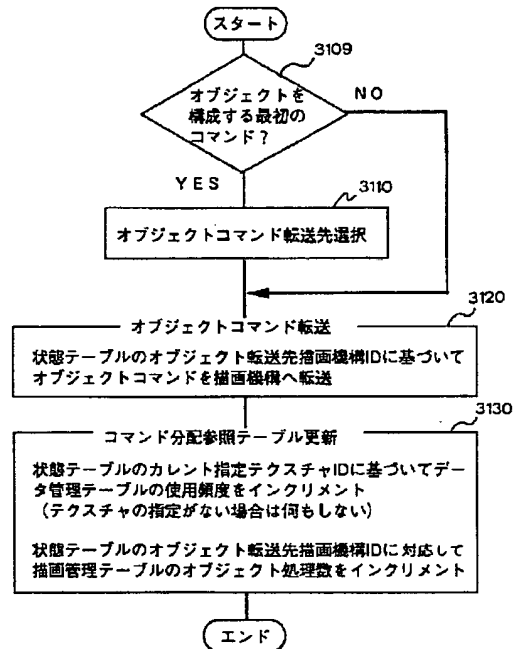 スタート
3109
オブジェクトを
構成する最初の
コマンド?
NO
YES
3110
オブジェクトコマンド転送先選択
3120
オブジェクトコマンド転送
状態テーブルのオブジェクト転送先描画機構IDに基づいて
オブジェクトコマンドを描画機構へ転送
3130
コマンド分配参照テーブル更新
状態テーブルのカレント指定テクスチャIDに基づいてデー
タ管理テーブルの使用頻度をインクリメント
(テクスチャの指定がない場合は何もしない)
状態テーブルのオブジェクト転送先描画機構IDに対応して
描画管理テーブルのオブジェクト処理数をインクリメント
エンド